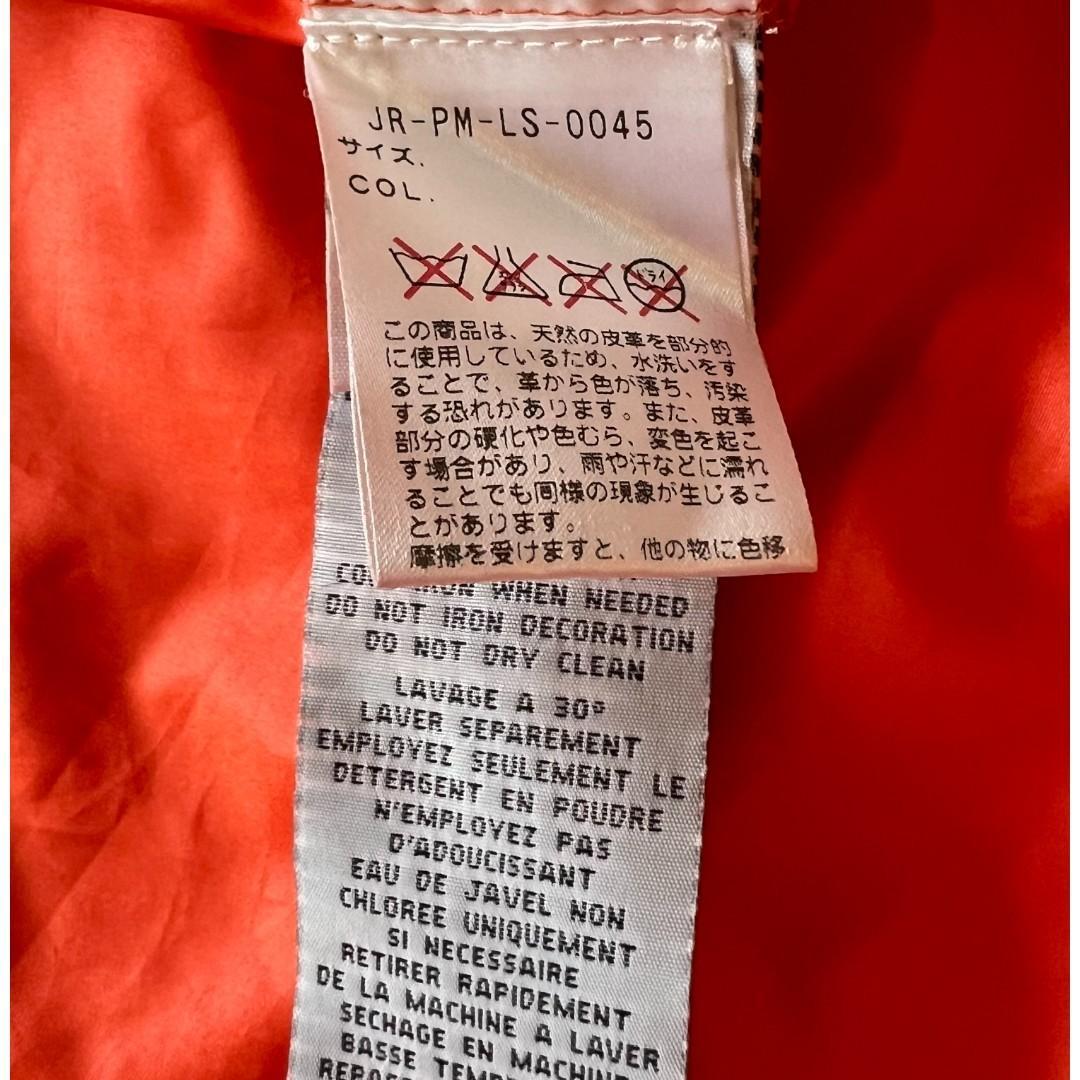 JR-PM-LS-0045
サイズ.
COL.
ドライ
この商品は、天然の皮革を部分的
に使用しているため、水洗いをす
ることで、革から色が落ち、汚染
する恐れがあります。また、皮革
部分の硬化や色むら、変色を起こ
す場合があり、雨や汗などに濡れ
ることでも同様の現象が生じるこ
とがあります。
摩擦を受けますと、他の物に色移
WHEN NEEDED
DO NOT IRON DECORATION
DO NOT DRY CLEAN
LAVAGE A 30°
LAVER SEPAREMENT
EMPLOYEZ SEULEMENT LE
DETERGENT EN POUDRE
N'EMPLOYEZ PAS
D'ADOUCISSANT
EAU DE JAVEL NON
CHLOREE UNIQUEMENT
SI NECESSAIRE
RETIRER RAPIDEMENT
DE LA MACHINE A LAVER
SECHAGE EN MACHINE
BASSE